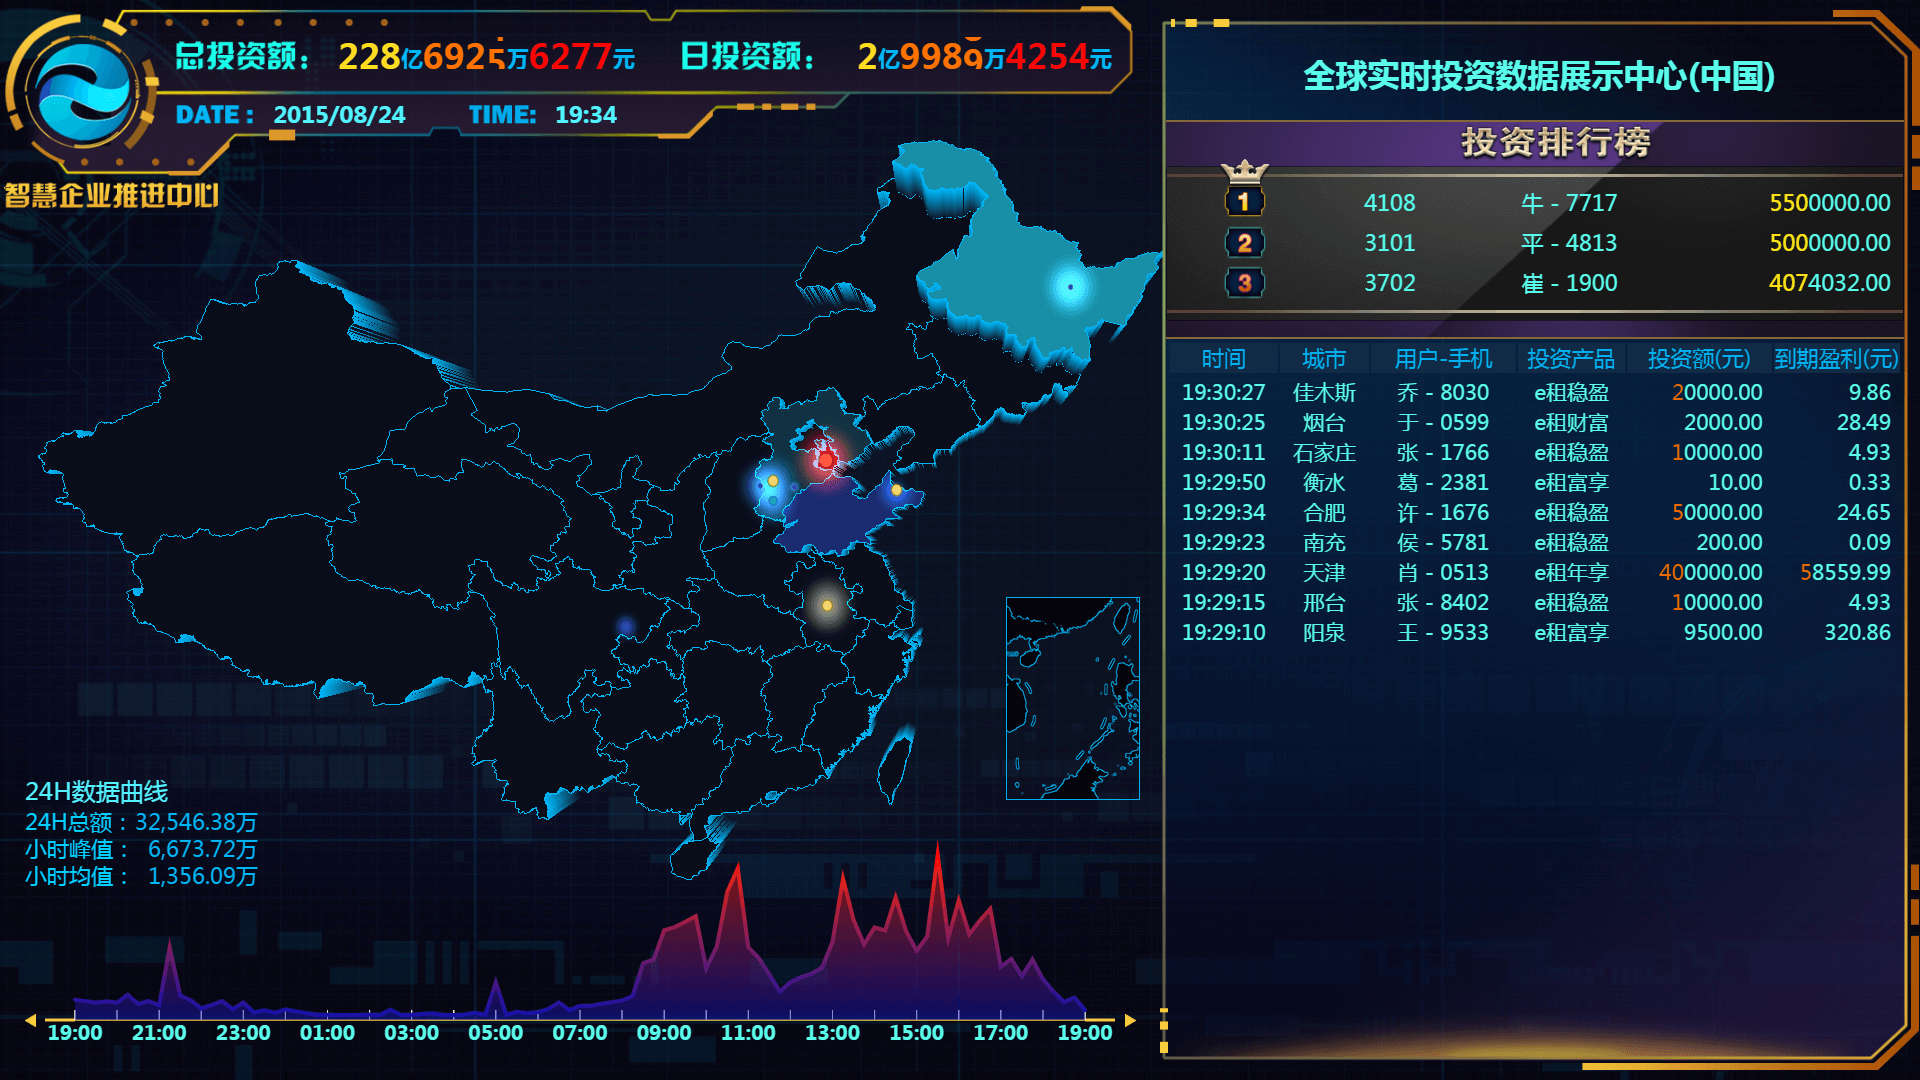 总投资额： 228亿6925万6277元 日投资额： 2亿9989万4254元
DATE： 2015/08/24 TIME: 19:34
智慧企业推进中心
全球实时投资数据展示中心(中国)
投资排行榜
1 4108 牛 - 7717 5500000.00
2 3101 平 - 4813 5000000.00
3 3702 崔 - 1900 4074032.00
时间 城市 用户-手机 投资产品 投资额(元) 到期盈利(元)
19:30:27 佳木斯 乔 - 8030 e租稳盈 20000.00 9.86
19:30:25 烟台 于 - 0599 e租财富 2000.00 28.49
19:30:11 石家庄 张 - 1766 e租稳盈 10000.00 4.93
19:29:50 衡水 葛 - 2381 e租富享 10.00 0.33
19:29:34 合肥 许 - 1676 e租稳盈 50000.00 24.65
19:29:23 南充 侯 - 5781 e租稳盈 200.00 0.09
19:29:20 天津 肖 - 0513 e租年享 400000.00 58559.99
19:29:15 邢台 张 - 8402 e租稳盈 10000.00 4.93
19:29:10 阳泉 王 - 9533 e租富享 9500.00 320.86
24H数据曲线
24H总额：32,546.38万
小时峰值： 6,673.72万
小时均值： 1,356.09万
19:00 21:00 23:00 01:00 03:00 05:00 07:00 09:00 11:00 13:00 15:00 17:00 19:00